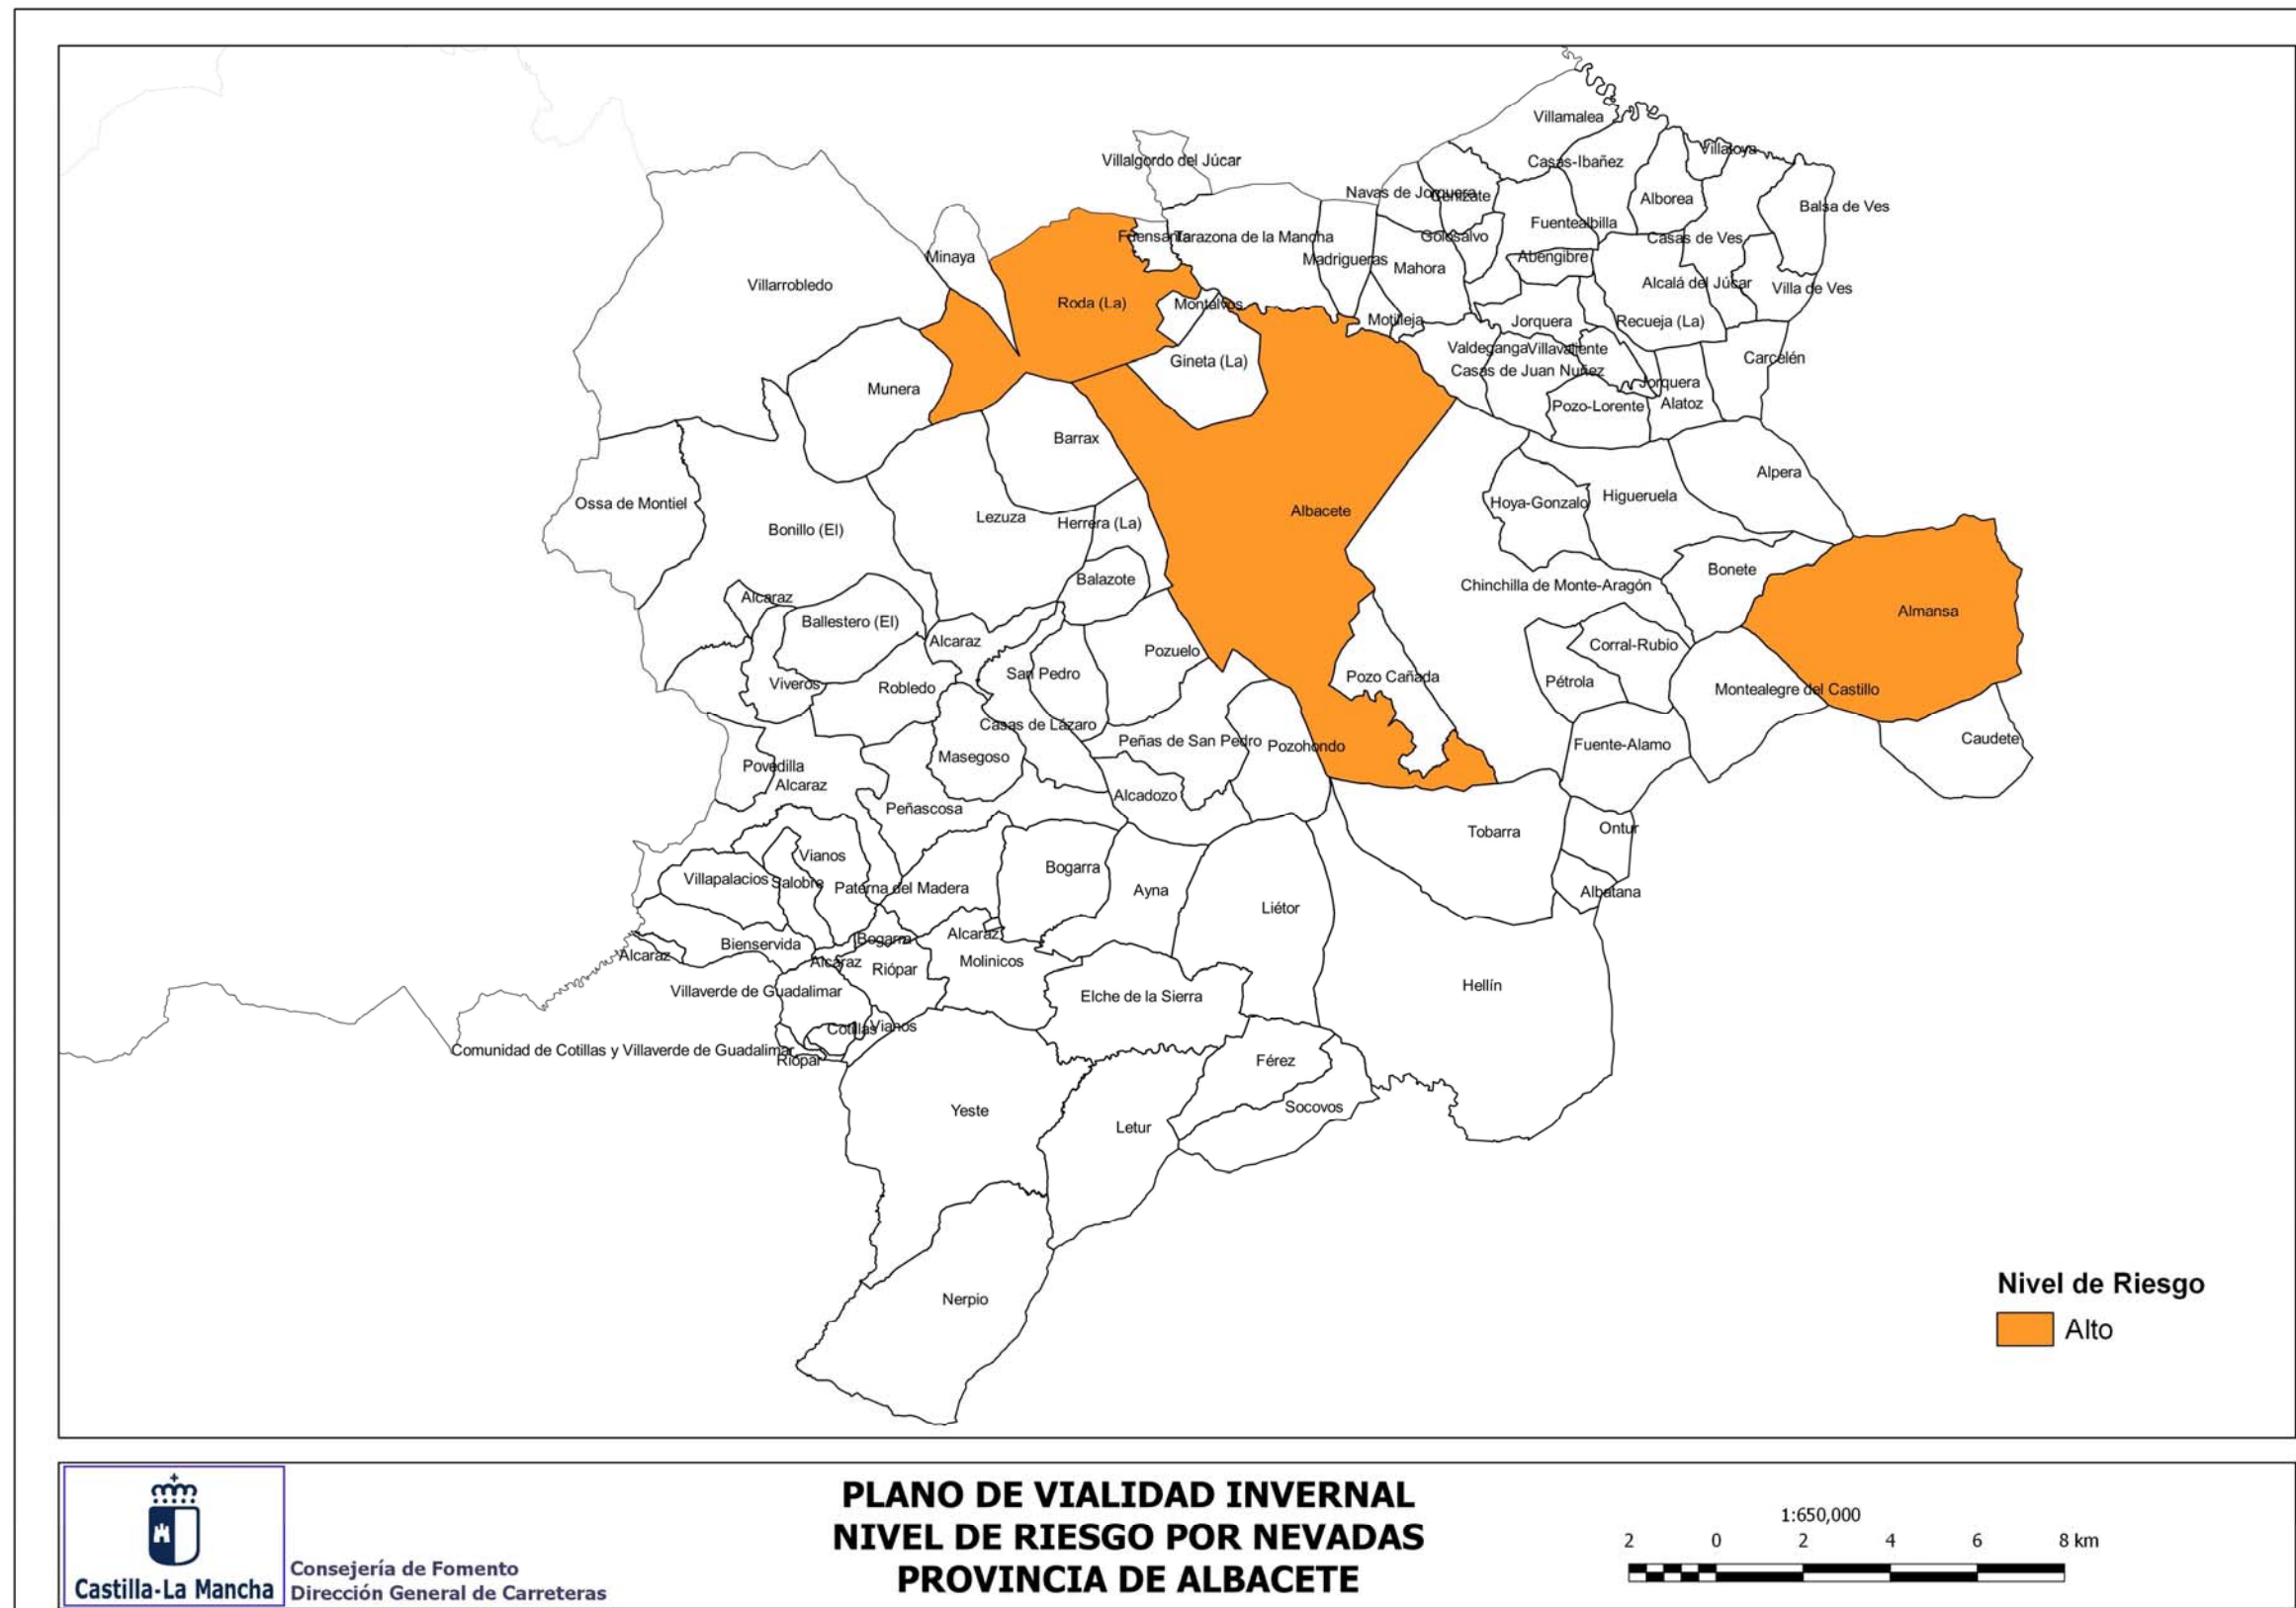 Villamalea
Villalgordo del Júcar
Casas-Ibañez
Villatoya
Navas de Jorquera
Cenizate
Alborea
Balsa de Ves
Fuentealbilla
Fuensanta
Tarazona de la Mancha
Golosalvo
Casas de Ves
Minaya
Madrigueras
Mahora
Abengibre
Villarrobledo
Alcalá del Júcar
Villa de Ves
Roda (La)
Montalvos
Motilleja
Jorquera
Recueja (La)
Valdeganga
Villavaliente
Carcelén
Gineta (La)
Casas de Juan Nuñez
Munera
Jorquera
Pozo-Lorente
Alatoz
Barrax
Alpera
Ossa de Montiel
Hoya-Gonzalo
Higueruela
Albacete
Lezuza
Herrera (La)
Bonillo (El)
Bonete
Balazote
Chinchilla de Monte-Aragón
Alcaraz
Almansa
Ballestero (El)
Alcaraz
Corral-Rubio
Pozuelo
San Pedro
Pozo Cañada
Pétrola
Viveros
Robledo
Montealegre del Castillo
Casas de Lázaro
Peñas de San Pedro
Pozohondo
Fuente-Alamo
Caudete
Masegoso
Povedilla
Alcaraz
Alcadozo
Peñascosa
Ontur
Tobarra
Vianos
Bogarra
Villapalacios
Salobre
Paterna del Madera
Ayna
Albatana
Liétor
Alcaraz
Bogarra
Bienservida
Alcaraz
Alcaraz
Riópar
Molinicos
Hellín
Villaverde de Guadalimar
Elche de la Sierra
Cotillas
Vianos
Comunidad de Cotillas y Villaverde de Guadalimar
Riópar
Férez
Yeste
Socovos
Letur
Nerpio
Nivel de Riesgo
Alto
PLANO DE VIALIDAD INVERNAL
NIVEL DE RIESGO POR NEVADAS
PROVINCIA DE ALBACETE
1:650,000
2 0 2 4 6 8 km
Castilla-La Mancha
Consejería de Fomento
Dirección General de Carreteras